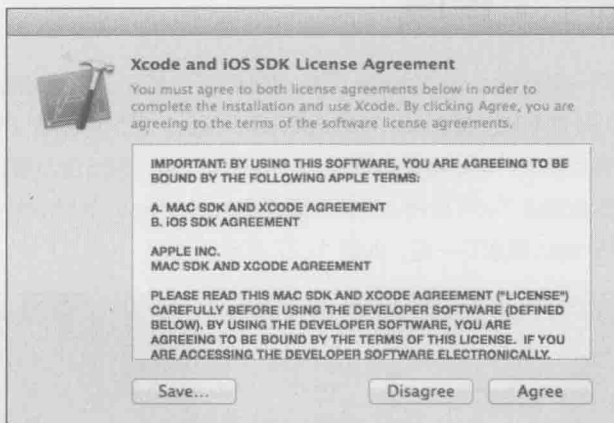 Xcode and iOS SDK License Agreement
You must agree to both license agreements below in order to
complete the installation and use Xcode. By clicking Agree, you are
agreeing to the terms of the software license agreements.
IMPORTANT: BY USING THIS SOFTWARE, YOU ARE AGREEING TO BE
BOUND BY THE FOLLOWING APPLE TERMS:
A. MAC SDK AND XCODE AGREEMENT
B. iOS SDK AGREEMENT
APPLE INC.
MAC SDK AND XCODE AGREEMENT
PLEASE READ THIS MAC SDK AND XCODE AGREEMENT ("LICENSE")
CAREFULLY BEFORE USING THE DEVELOPER SOFTWARE (DEFINED
BELOW). BY USING THE DEVELOPER SOFTWARE, YOU ARE
AGREEING TO BE BOUND BY THE TERMS OF THIS LICENSE. IF YOU
ARE ACCESSING THE DEVELOPER SOFTWARE ELECTRONICALLY,
Save...
Disagree
Agree